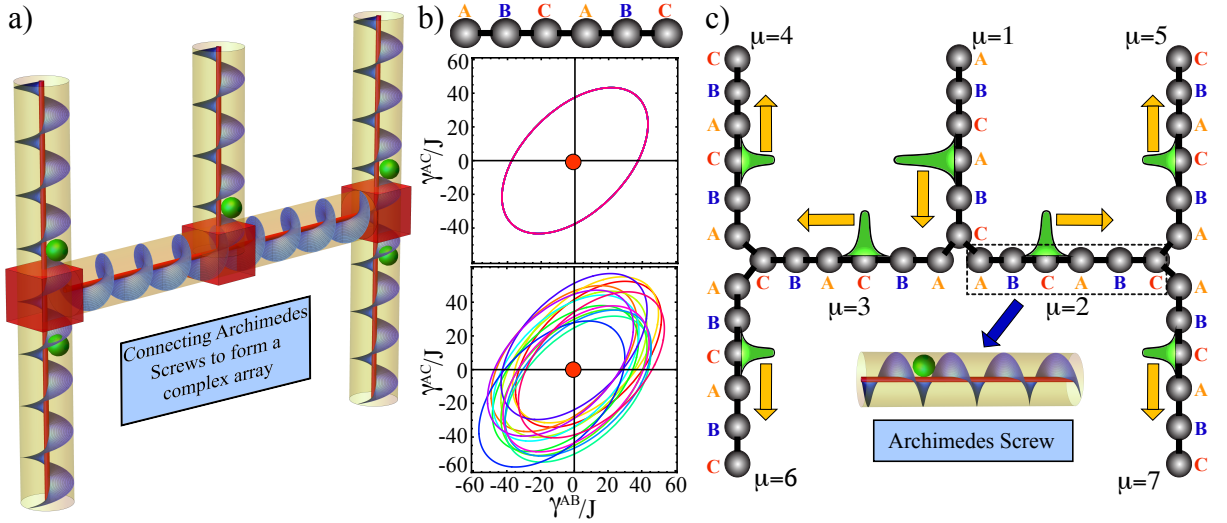 a)
Connecting Archimedes
Screws to form a
complex array
b)
A B C A B C
γ^AC/J
40
20
0
-20
-40
γ^AC/J
60
40
20
0
-20
-40
-60
-60 -40 -20 0 20 40 60
γ^AB/J
c)
μ=4 μ=1 μ=5
C A C
B B B
A C A
C A C
B B B
A C A
C B A C B A A B C A B C
μ=3 μ=2
A A
B B
C C
A A
B B
C C
Archimedes Screw
μ=6 μ=7